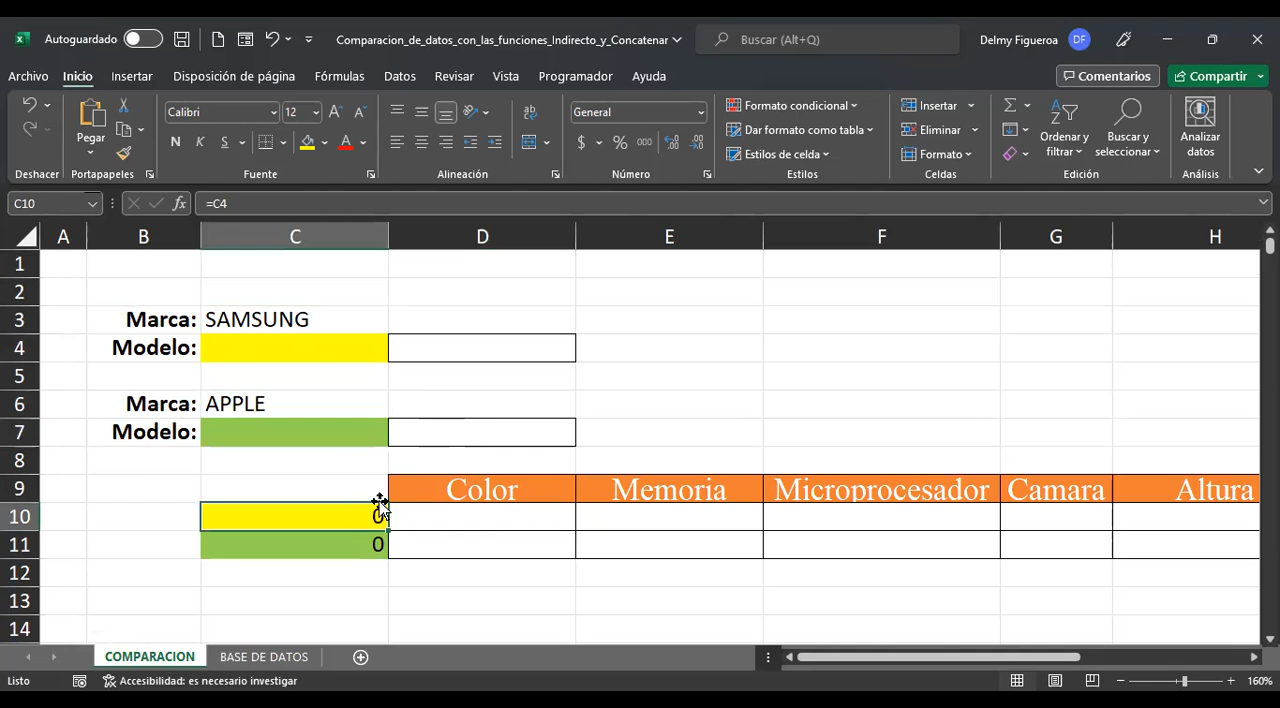 Autoguardado
Comparacion_de_datos_con_las_funciones_Indirecto_y_Concatenar
Buscar (Alt+Q)
Delmy Figueroa
DF
Archivo Inicio Insertar Disposición de página Fórmulas Datos Revisar Vista Programador Ayuda Comentarios Compartir
Pegar
Calibri 12
N K S
General
$ % 000
Formato condicional
Dar formato como tabla
Estilos de celda
Insertar
Eliminar
Formato
Ordenar y
filtrar
Buscar y
seleccionar
Analizar
datos
Deshacer Portapapeles Fuente Alineación Número Estilos Celdas Edición Análisis
C10 fx =C4
A B C D E F G H
1
2
3 Marca: SAMSUNG
4 Modelo:
5
6 Marca: APPLE
7 Modelo:
8
9 Color Memoria Microprocesador Camara Altura
10 0
11 0
12
13
14
COMPARACION BASE DE DATOS
Listo Accesibilidad: es necesario investigar 160%